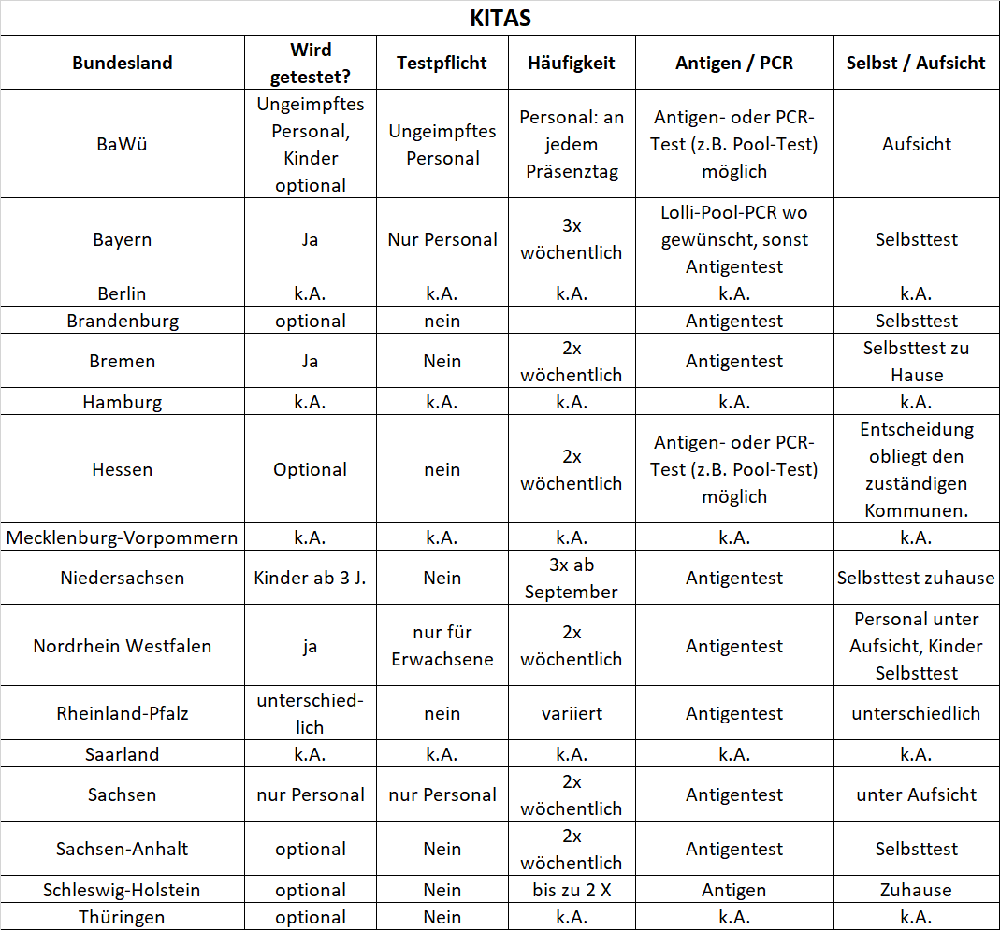 KITAS
Bundesland
Wird
getestet?
Testpflicht
Häufigkeit
Antigen / PCR
Selbst / Aufsicht
BaWü
Ungeimpftes
Personal,
Kinder
optional
Ungeimpftes
Personal
Personal: an
jedem
Präsenztag
Antigen- oder PCR-
Test (z.B. Pool-Test)
möglich
Aufsicht
Bayern
Ja
Nur Personal
3x
wöchentlich
Lolli-Pool-PCR wo
gewünscht, sonst
Antigentest
Selbsttest
Berlin
k.A.
k.A.
k.A.
k.A.
k.A.
Brandenburg
optional
nein
Antigentest
Selbsttest
Bremen
Ja
Nein
2x
wöchentlich
Antigentest
Selbsttest zu
Hause
Hamburg
k.A.
k.A.
k.A.
k.A.
k.A.
Hessen
Optional
nein
2x
wöchentlich
Antigen- oder PCR-
Test (z.B. Pool-Test)
möglich
Entscheidung
obliegt den
zuständigen
Kommunen.
Mecklenburg-Vorpommern
k.A.
k.A.
k.A.
k.A.
k.A.
Niedersachsen
Kinder ab 3 J.
Nein
3x ab
September
Antigentest
Selbsttest zuhause
Nordrhein Westfalen
ja
nur für
Erwachsene
2x
wöchentlich
Antigentest
Personal unter
Aufsicht, Kinder
Selbsttest
Rheinland-Pfalz
unterschied-
lich
nein
variiert
Antigentest
unterschiedlich
Saarland
k.A.
k.A.
k.A.
k.A.
k.A.
Sachsen
nur Personal
nur Personal
2x
wöchentlich
Antigentest
unter Aufsicht
Sachsen-Anhalt
optional
Nein
2x
wöchentlich
Antigentest
Selbsttest
Schleswig-Holstein
optional
Nein
bis zu 2 X
Antigen
Zuhause
Thüringen
optional
Nein
k.A.
k.A.
k.A.